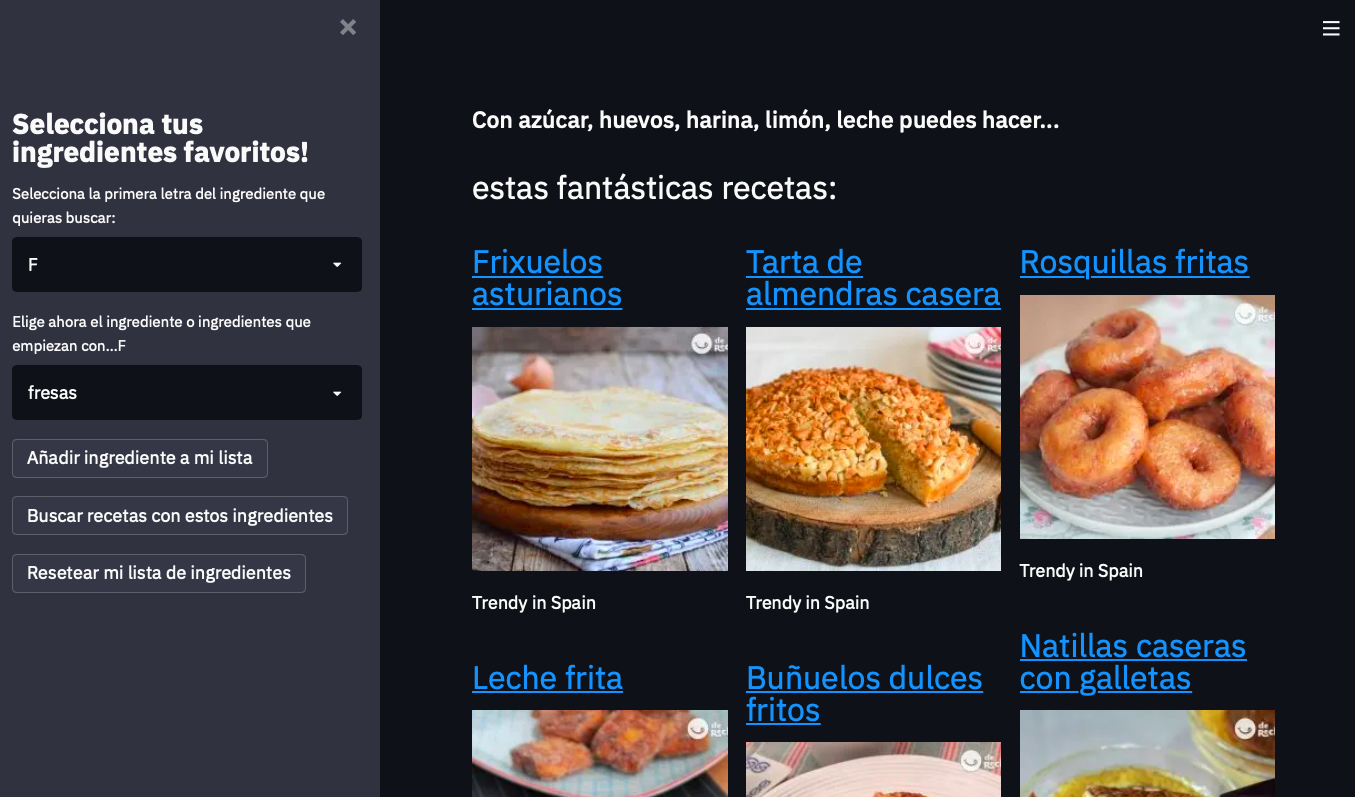 Selecciona tus
ingredientes favoritos!
Selecciona la primera letra del ingrediente que
quieras buscar:
F
Elige ahora el ingrediente o ingredientes que
empiezan con...F
fresas
Añadir ingrediente a mi lista
Buscar recetas con estos ingredientes
Resetear mi lista de ingredientes
Con azúcar, huevos, harina, limón, leche puedes hacer...
estas fantásticas recetas:
Frixuelos
asturianos
Trendy in Spain
Tarta de
almendras casera
Trendy in Spain
Rosquillas fritas
Trendy in Spain
Leche frita
Buñuelos dulces
fritos
Natillas caseras
con galletas